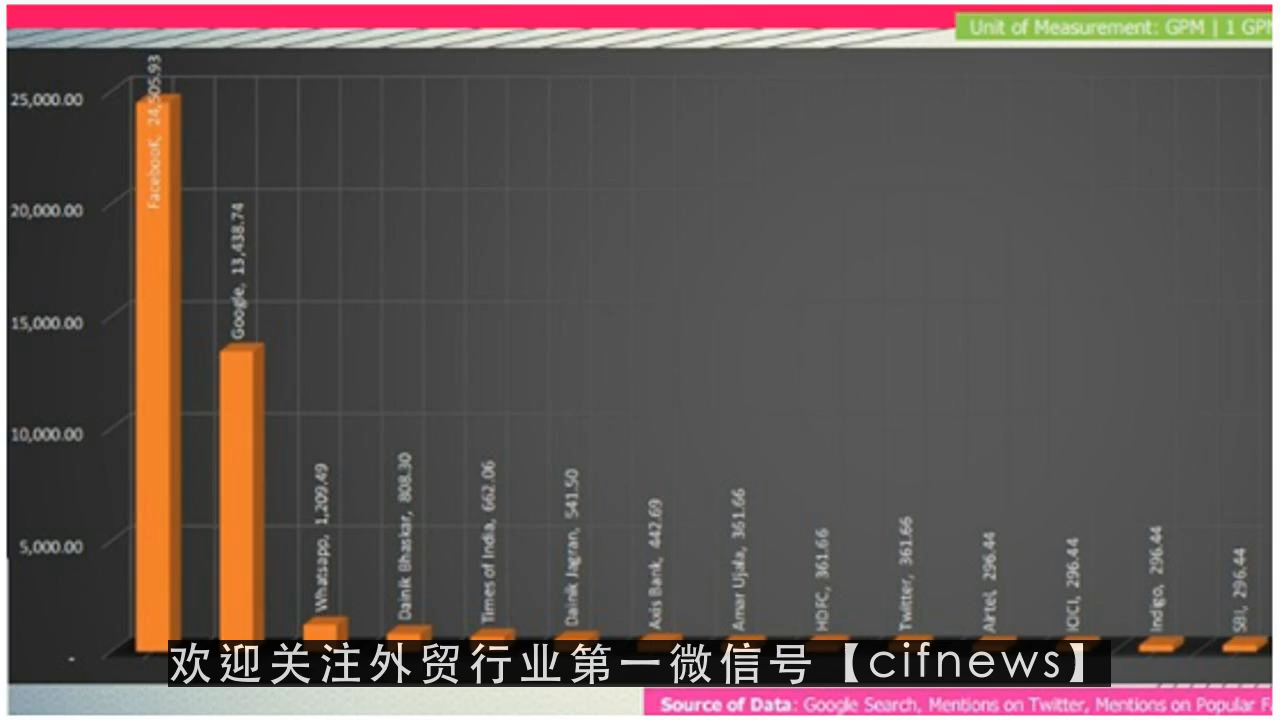 Unit of Measurement: GPM | 1 GPM
25,000.00
20,000.00
15,000.00
10,000.00
5,000.00
-
Facebook, 24,505.93
Google, 13,438.74
Whatsapp, 1,209.49
Dainik Bhaskar, 808.30
Times of India, 662.06
Dainik Jagran, 541.50
Axis Bank, 442.69
Amar Ujala, 361.66
HDFC, 361.66
Twitter, 361.66
Airtel, 296.44
ICICI, 296.44
Indigo, 296.44
SBI, 296.44
欢迎关注外贸行业第一微信号【cifnews】
Source of Data: Google Search, Mentions on Twitter, Mentions on Popular